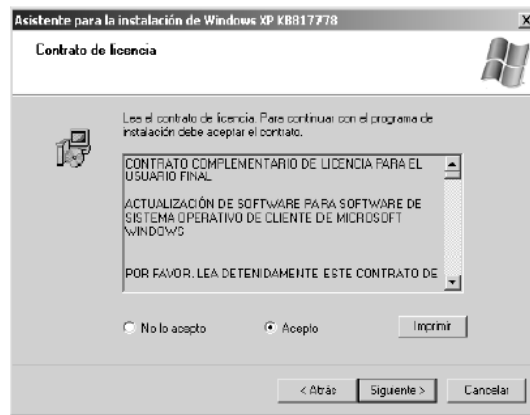 Asistente para la instalación de Windows XP KB817778
Contrato de licencia
Lea el contrato de licencia. Para continuar con el programa de
instalación debe aceptar el contrato.
CONTRATO COMPLEMENTARIO DE LICENCIA PARA EL
USUARIO FINAL
ACTUALIZACIÓN DE SOFTWARE PARA SOFTWARE DE
SISTEMA OPERATIVO DE CLIENTE DE MICROSOFT
WINDOWS
POR FAVOR, LEA DETENIDAMENTE ESTE CONTRATO DE
No lo acepto
Acepto
Imprimir
< Atrás
Siguiente >
Cancelar